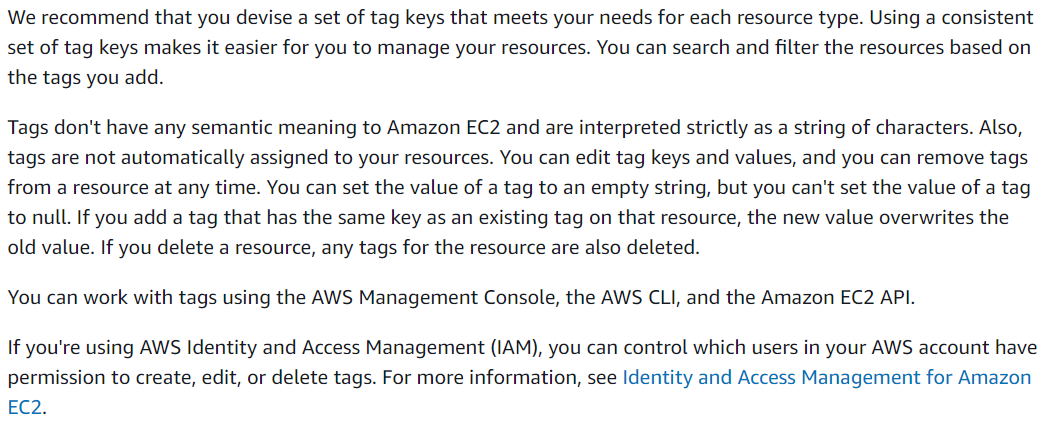 We recommend that you devise a set of tag keys that meets your needs for each resource type. Using a consistent
set of tag keys makes it easier for you to manage your resources. You can search and filter the resources based on
the tags you add.
Tags don't have any semantic meaning to Amazon EC2 and are interpreted strictly as a string of characters. Also,
tags are not automatically assigned to your resources. You can edit tag keys and values, and you can remove tags
from a resource at any time. You can set the value of a tag to an empty string, but you can't set the value of a tag
to null. If you add a tag that has the same key as an existing tag on that resource, the new value overwrites the
old value. If you delete a resource, any tags for the resource are also deleted.
You can work with tags using the AWS Management Console, the AWS CLI, and the Amazon EC2 API.
If you're using AWS Identity and Access Management (IAM), you can control which users in your AWS account have
permission to create, edit, or delete tags. For more information, see Identity and Access Management for Amazon
EC2.